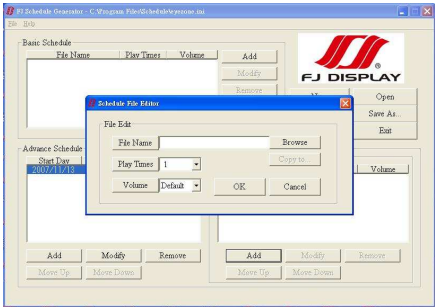 FJ Schedule Generator - C:\Program Files\Schedule\wyseone.ini
File Help
Basic Schedule
File Name Play Times Volume
Add
Modify
Remove
FJ DISPLAY
Open
Save As...
Exit
Schedule File Editor
File Edit
File Name
Browse
Copy to
Play Times 1
Volume Default
OK
Cancel
Advance Schedule
Start Day
2007/11/13
Volume
Add Modify Remove
Move Up Move Down
Add Modify Remove
Move Up Move Down